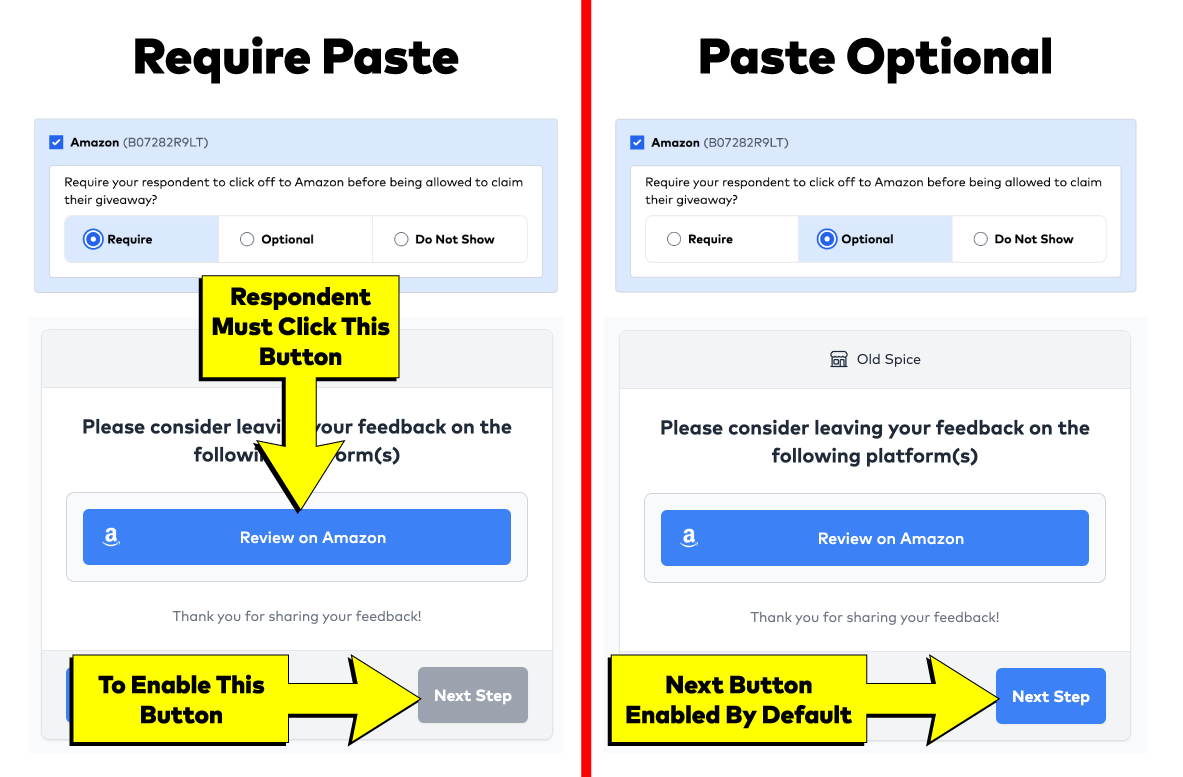 Require Paste
Amazon (B07282R9LT)
Require your respondent to click off to Amazon before being allowed to claim
their giveaway?
Require
Optional
Do Not Show
Respondent
Must Click This
Button
Please consider leavi your feedback on the
followi orm(s)
Review on Amazon
Thank you for sharing your feedback!
To Enable This
Button
Next Step
Paste Optional
Amazon (B07282R9LT)
Require your respondent to click off to Amazon before being allowed to claim
their giveaway?
Require
Optional
Do Not Show
Old Spice
Please consider leaving your feedback on the
following platform(s)
Review on Amazon
Thank you for sharing your feedback!
Next Button
Enabled By Default
Next Step